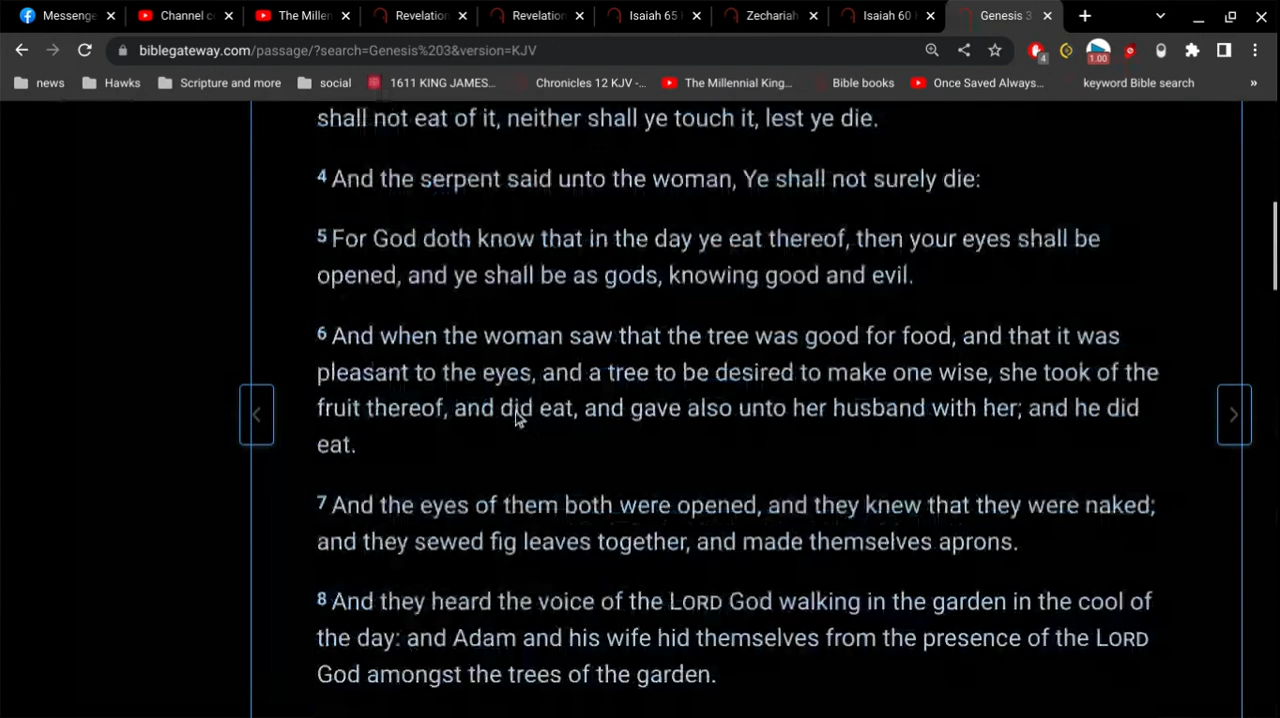 Messenge
Channel c
The Millen
Revelation
Revelation
Isaiah 65
Zechariah
Isaiah 60
Genesis 3
biblegateway.com/passage/?search=Genesis%203&version=KJV
4
1.00
news
Hawks
Scripture and more
social
1611 KING JAMES...
Chronicles 12 KJV -...
The Millennial King...
Bible books
Once Saved Always...
keyword Bible search
»
shall not eat of it, neither shall ye touch it, lest ye die.
4 And the serpent said unto the woman, Ye shall not surely die:
5 For God doth know that in the day ye eat thereof, then your eyes shall be
opened, and ye shall be as gods, knowing good and evil.
6 And when the woman saw that the tree was good for food, and that it was
pleasant to the eyes, and a tree to be desired to make one wise, she took of the
fruit thereof, and did eat, and gave also unto her husband with her; and he did
eat.
7 And the eyes of them both were opened, and they knew that they were naked;
and they sewed fig leaves together, and made themselves aprons.
8 And they heard the voice of the LORD God walking in the garden in the cool of
the day: and Adam and his wife hid themselves from the presence of the LORD
God amongst the trees of the garden.